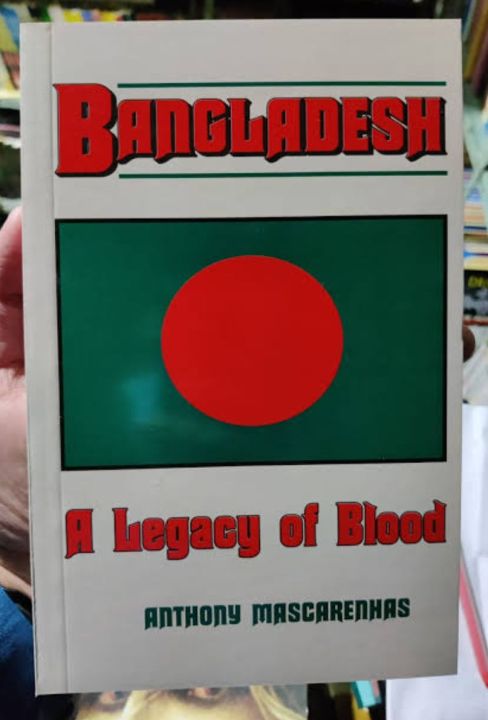 BANGLADESH
A Legacy of Blood
ANTHONY MASCARENHAS